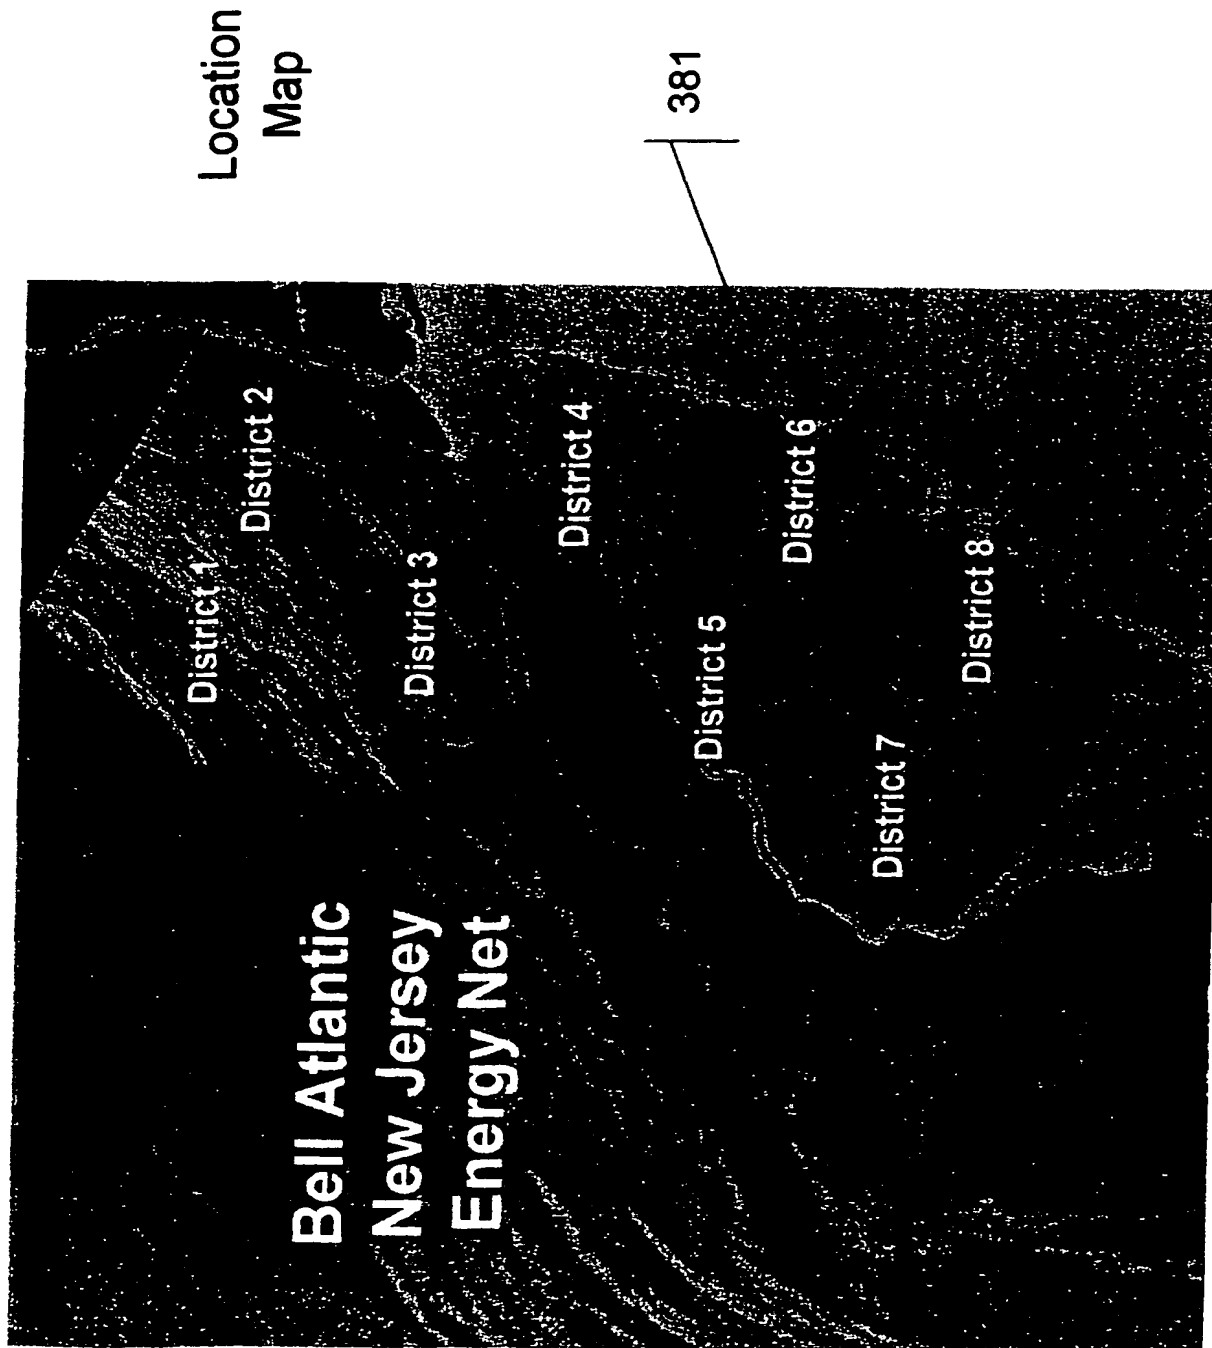 Location
Map
381
Bell Atlantic
New Jersey
Energy Net
District 1
District 2
District 3
District 4
District 5
District 6
District 7
District 8